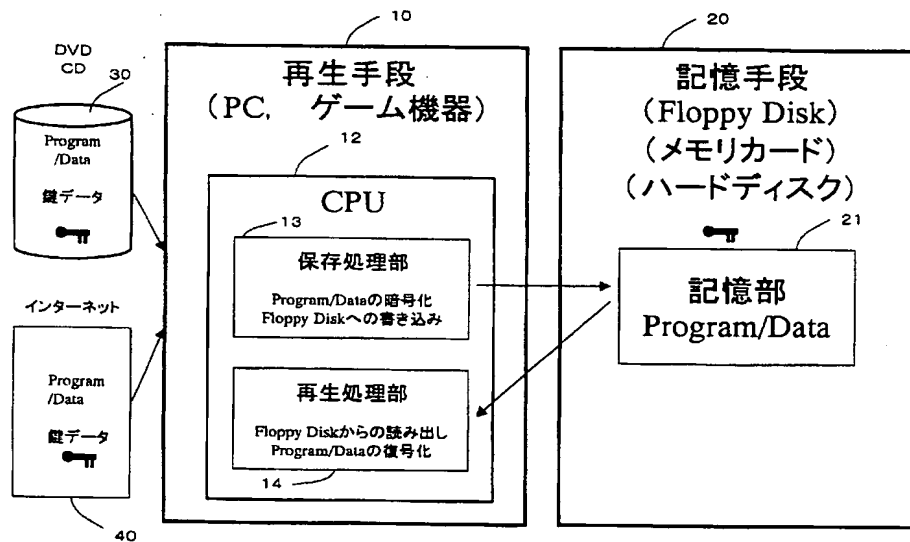 DVD
CD
30
Program
/Data
鍵データ
インターネット
Program
/Data
鍵データ
40
10
再生手段
(PC, ゲーム機器)
12
CPU
13
保存処理部
Program/Dataの暗号化
Floppy Diskへの書き込み
再生処理部
Floppy Diskからの読み出し
Program/Dataの復号化
14
20
記憶手段
(Floppy Disk)
(メモリカード)
(ハードディスク)
21
記憶部
Program/Data